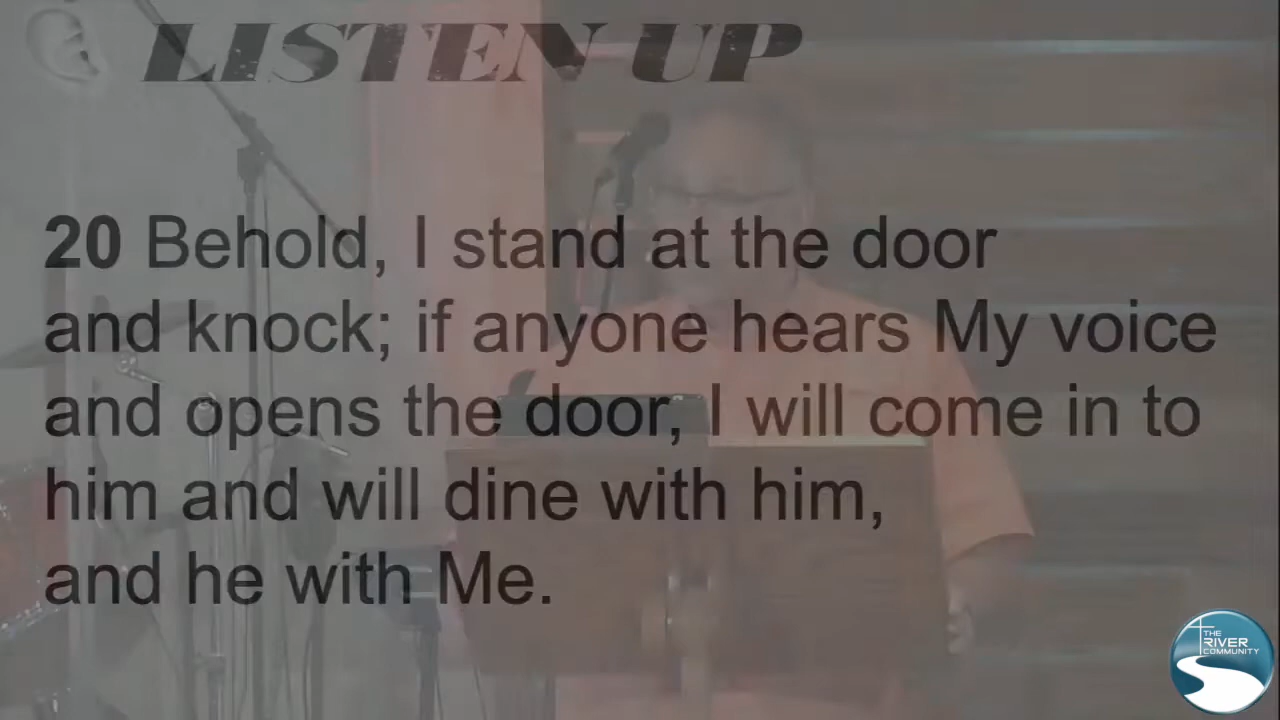 LISTEN UP
20 Behold, I stand at the door
and knock; if anyone hears My voice
and opens the door, I will come in to
him and will dine with him,
and he with Me.
THE
RIVER
COMMUNITY